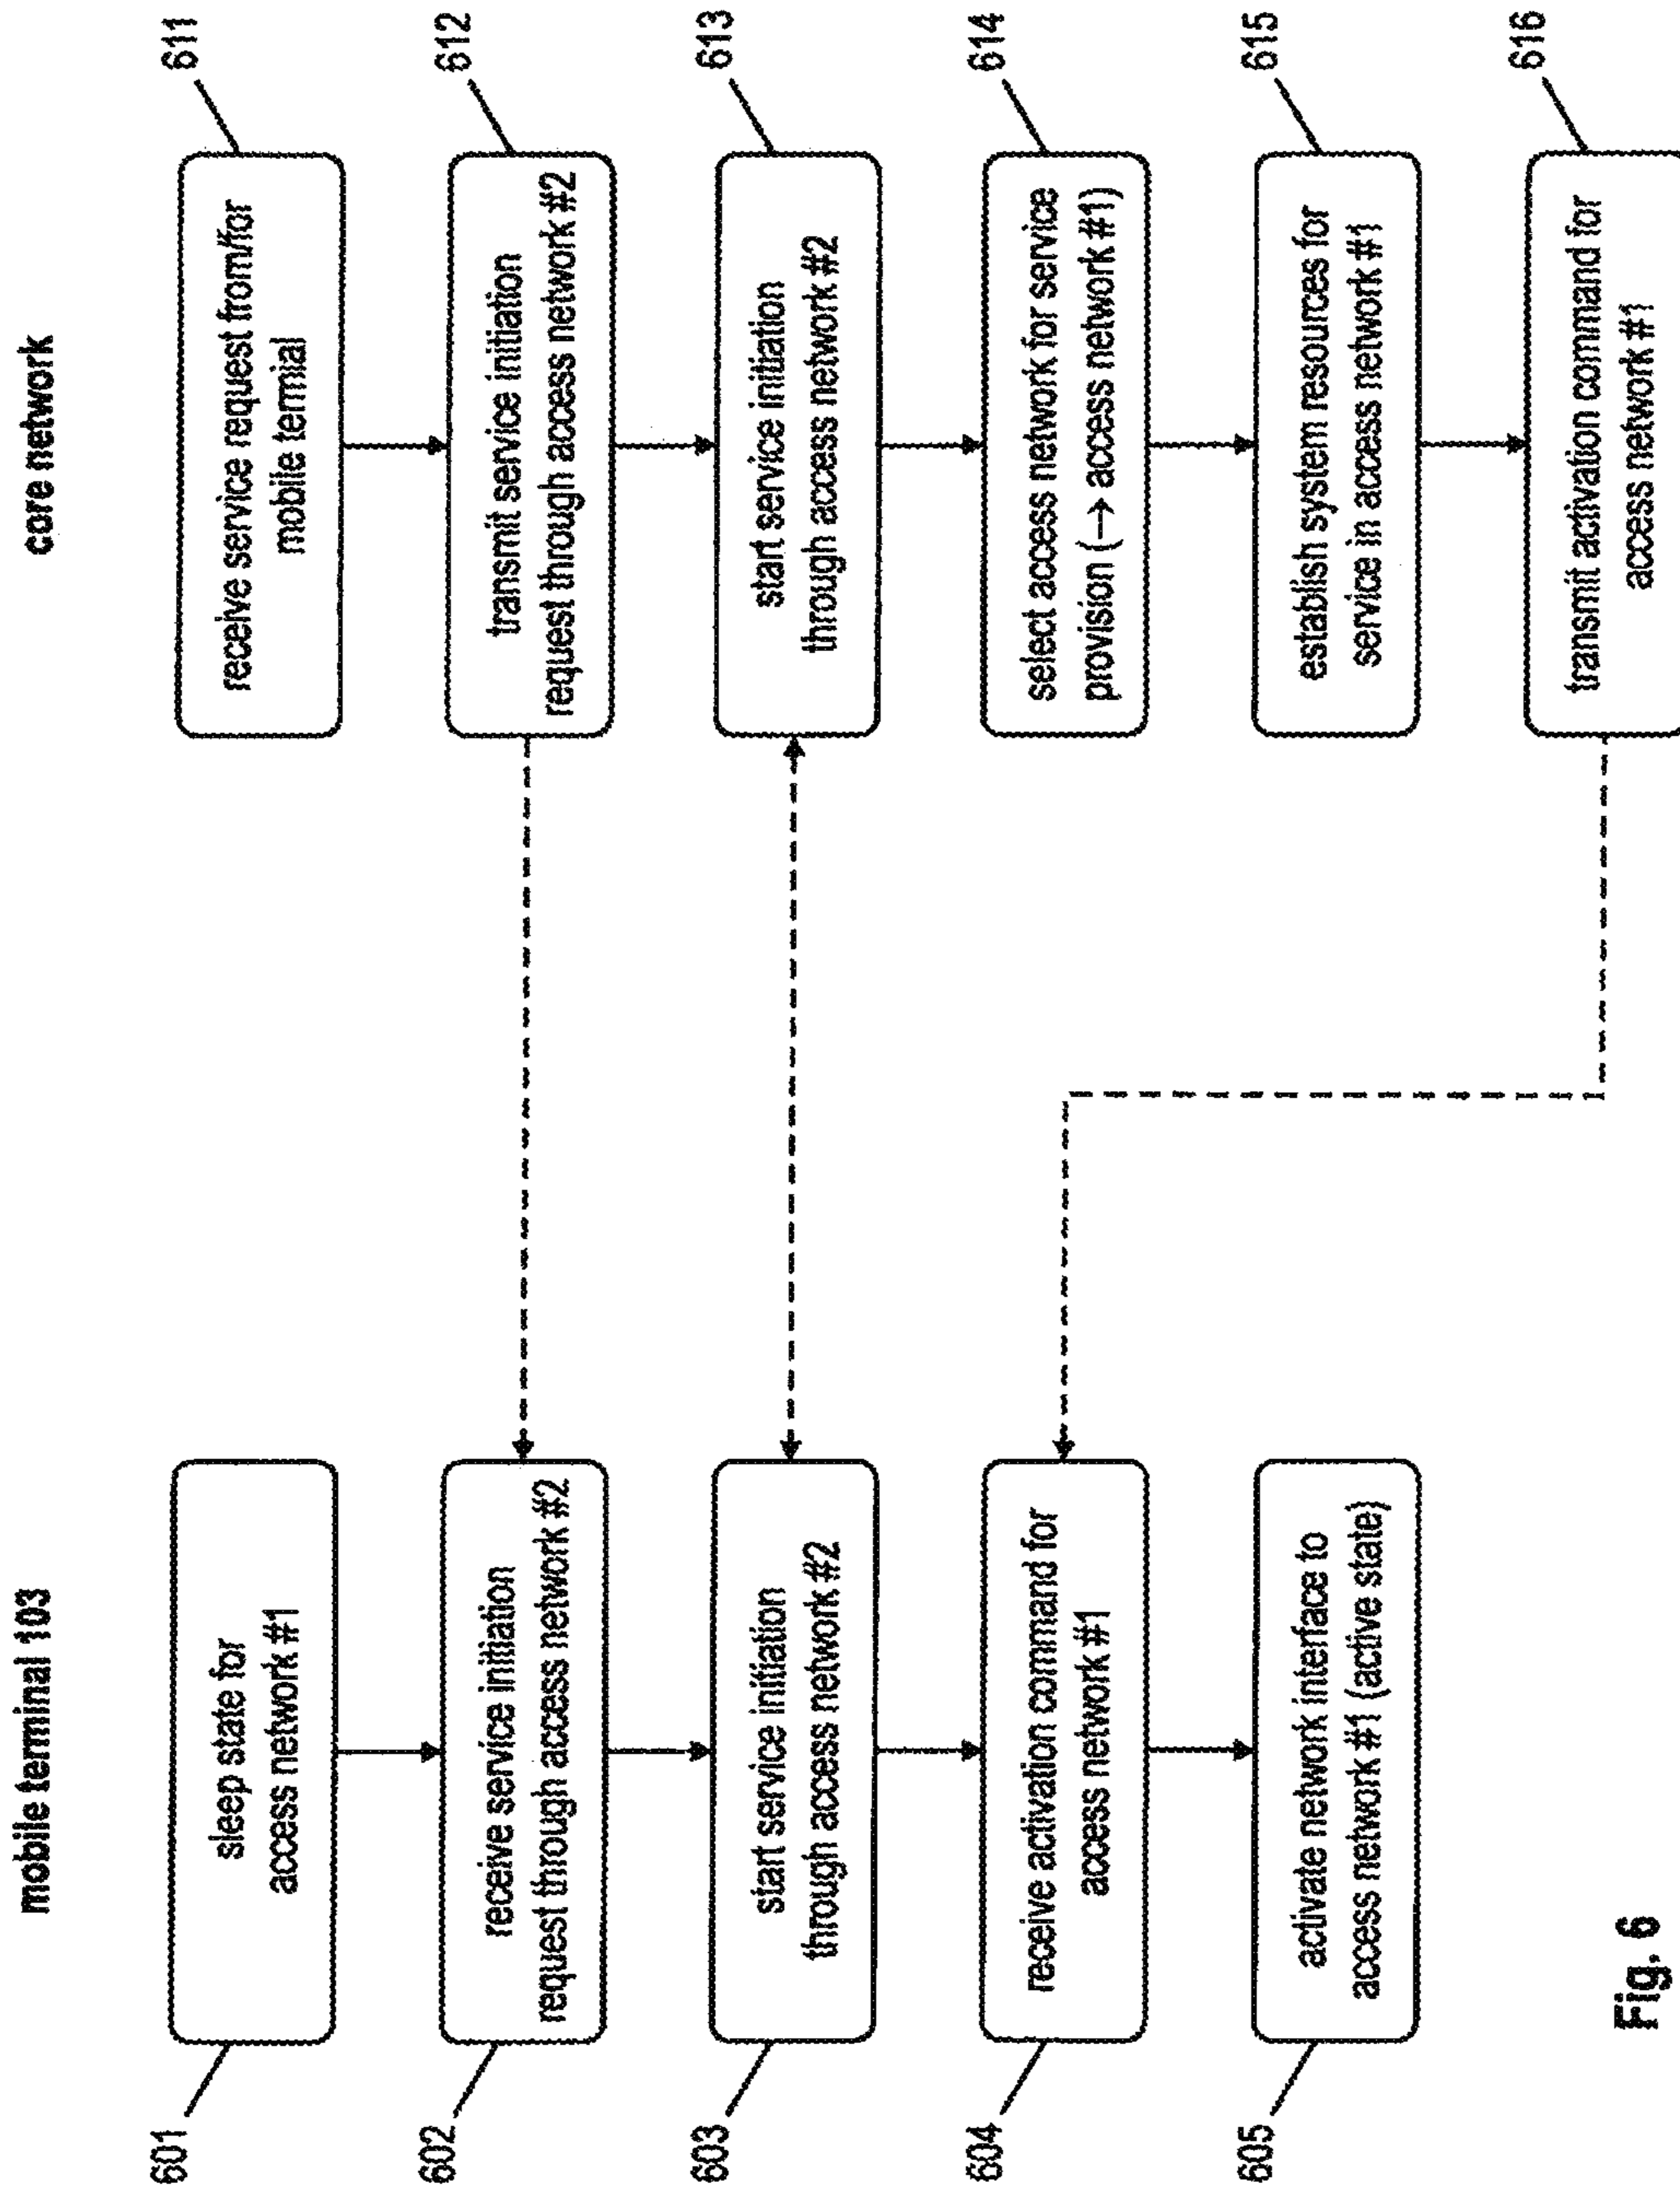 mobile terminal 103
core network
601
sleep state for
access network #1
602
receive service initiation
request through access network #2
603
start service initiation
through access network #2
604
receive activation command for
access network #1
605
activate network interface to
access network #1 (active state)
611
receive service request from/for
mobile termial
612
transmit service initiation
request through access network #2
613
start service initiation
through access network #2
614
select access network for service
provision (→ access network #1)
615
establish system resources for
service in access network #1
616
transmit activation command for
access network #1
Fig. 6